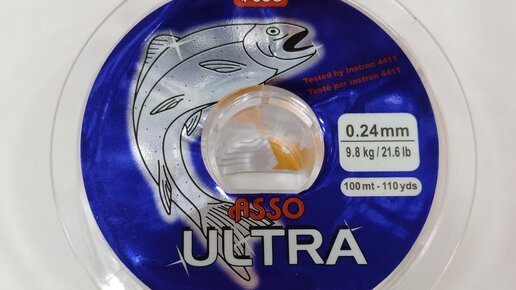 Tested by Instron 4411
Testé par Instron 4411
0.24mm
9.8 kg / 21.6 lb
100 mt - 110 yds
ASSO
ULTRA